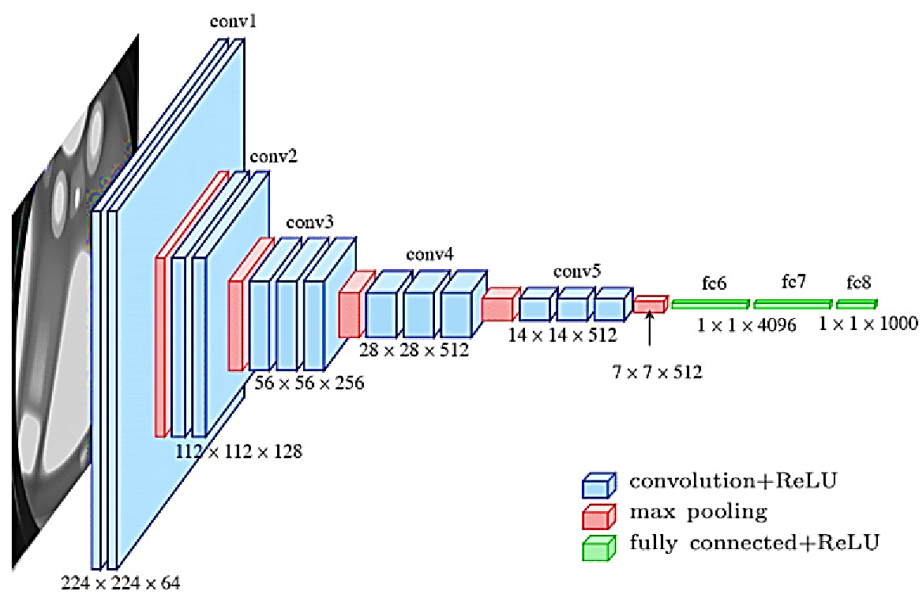 conv1
conv2
conv3
conv4
conv5
fc6
fc7
fc8
1 × 1 × 4096
1 × 1 × 1000
14 × 14 × 512
28 × 28 × 512
7 × 7 × 512
56 × 56 × 256
112 × 112 × 128
224 × 224 × 64
convolution+ReLU
max pooling
fully connected+ReLU